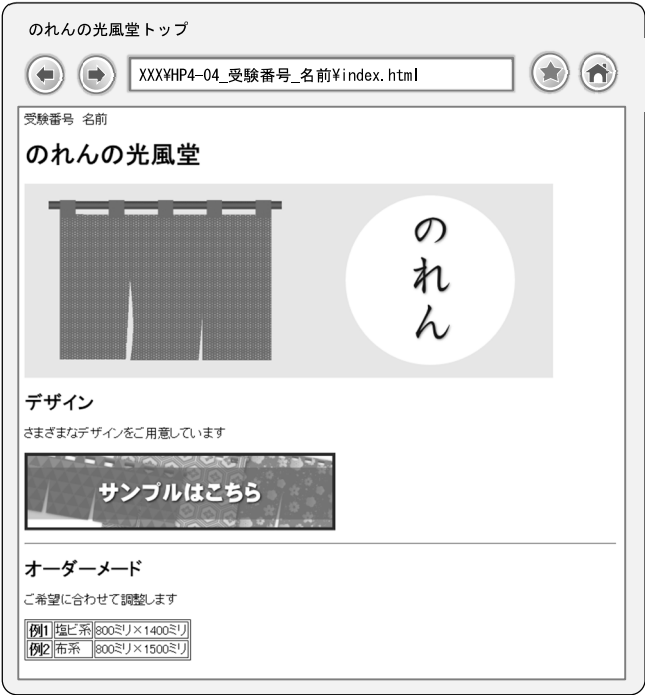 のれんの光風堂トップ
XXX¥HP4-04_受験番号_名前¥index.html
受験番号 名前
のれんの光風堂
のれん
デザイン
さまざまなデザインをご用意しています
サンプルはこちら
オーダーメード
ご希望に合わせて調整します
例1 塩ビ系 800ミリ×1400ミリ
例2 布系 800ミリ×1500ミリ